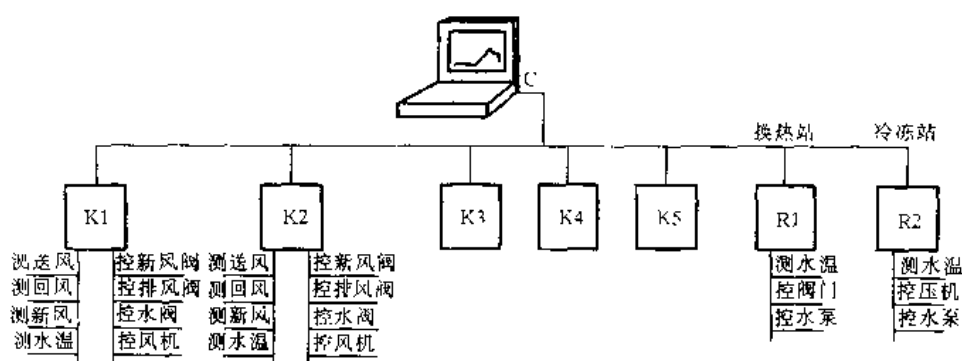 C
换热站 冷冻站
K1 K2 K3 K4 K5 R1 R2
测送风 控新风阀 测送风 控新风阀 测水温 测水温
测回风 控排风阀 测回风 控排风阀 控阀门 控压机
测新风 控水阀 测新风 控水阀 控水泵 控水泵
测水温 控风机 测水温 控风机